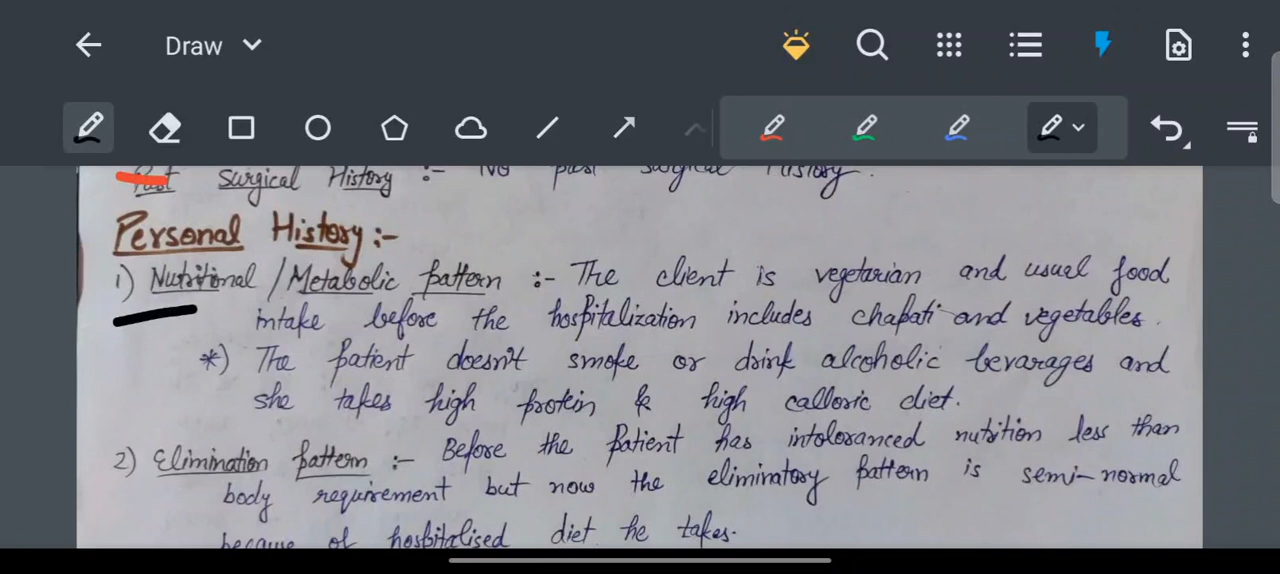 Draw
Past Surgical History :- No past surgical History.
Personal History :-
1) Nutritional / Metabolic pattern :- The client is vegetarian and usual food
intake before the hospitalization includes chapati and vegetables.
*) The patient doesn't smoke or drink alcoholic bevarages and
she takes high protein & high calloric diet.
2) Elimination pattern :- Before the patient has intoloranced nutrition less than
body requirement but now the eliminatory pattern is semi-normal
because of hospitalised diet he takes.